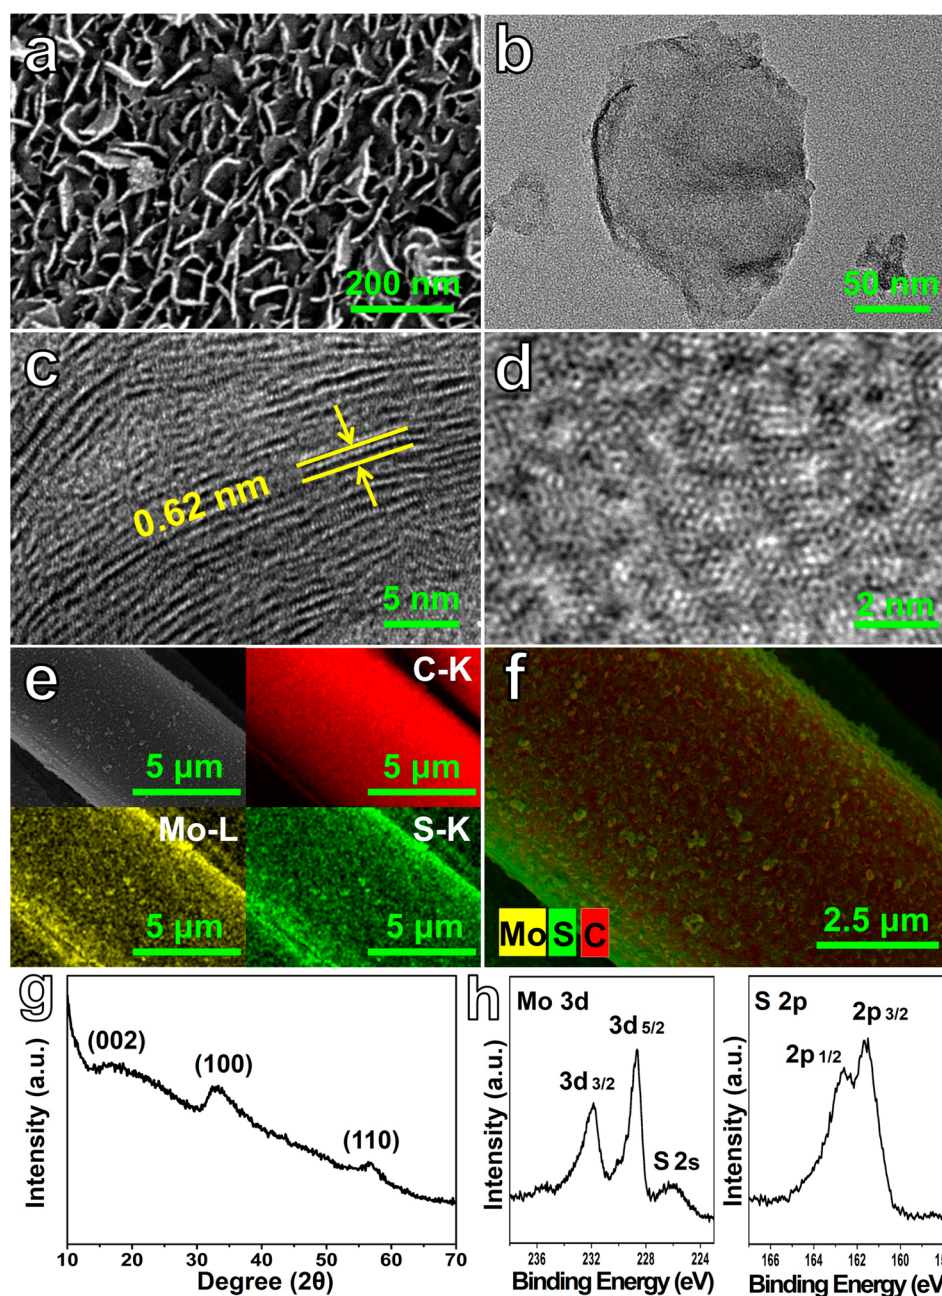 a
200 nm
b
50 nm
c
0.62 nm
5 nm
d
2 nm
e
5 μm
C-K
5 μm
Mo-L
5 μm
S-K
5 μm
f
Mo S C
2.5 μm
g
(002)
(100)
(110)
Intensity (a.u.)
10 20 30 40 50 60 70
Degree (2θ)
h
Mo 3d
3d 5/2
3d 3/2
S 2s
Intensity (a.u.)
236 232 228 224
Binding Energy (eV)
S 2p
2p 3/2
2p 1/2
Intensity (a.u.)
166 164 162 160
Binding Energy (eV)